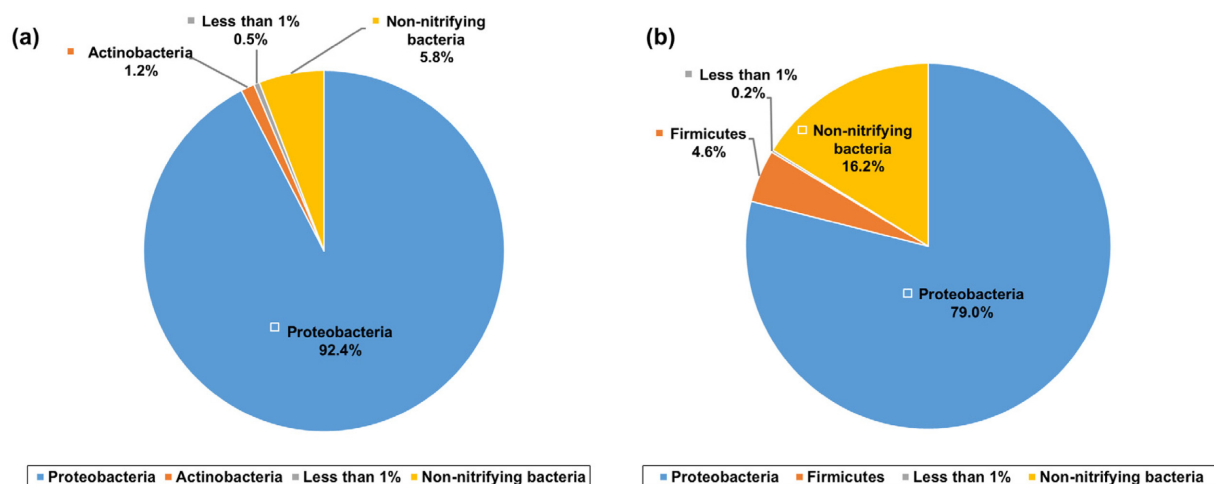 (a)
Less than 1%
0.5%
Non-nitrifying
bacteria
5.8%
Actinobacteria
1.2%
Proteobacteria
92.4%
Proteobacteria Actinobacteria Less than 1% Non-nitrifying bacteria
(b)
Less than 1%
0.2%
Firmicutes
4.6%
Non-nitrifying
bacteria
16.2%
Proteobacteria
79.0%
Proteobacteria Firmicutes Less than 1% Non-nitrifying bacteria